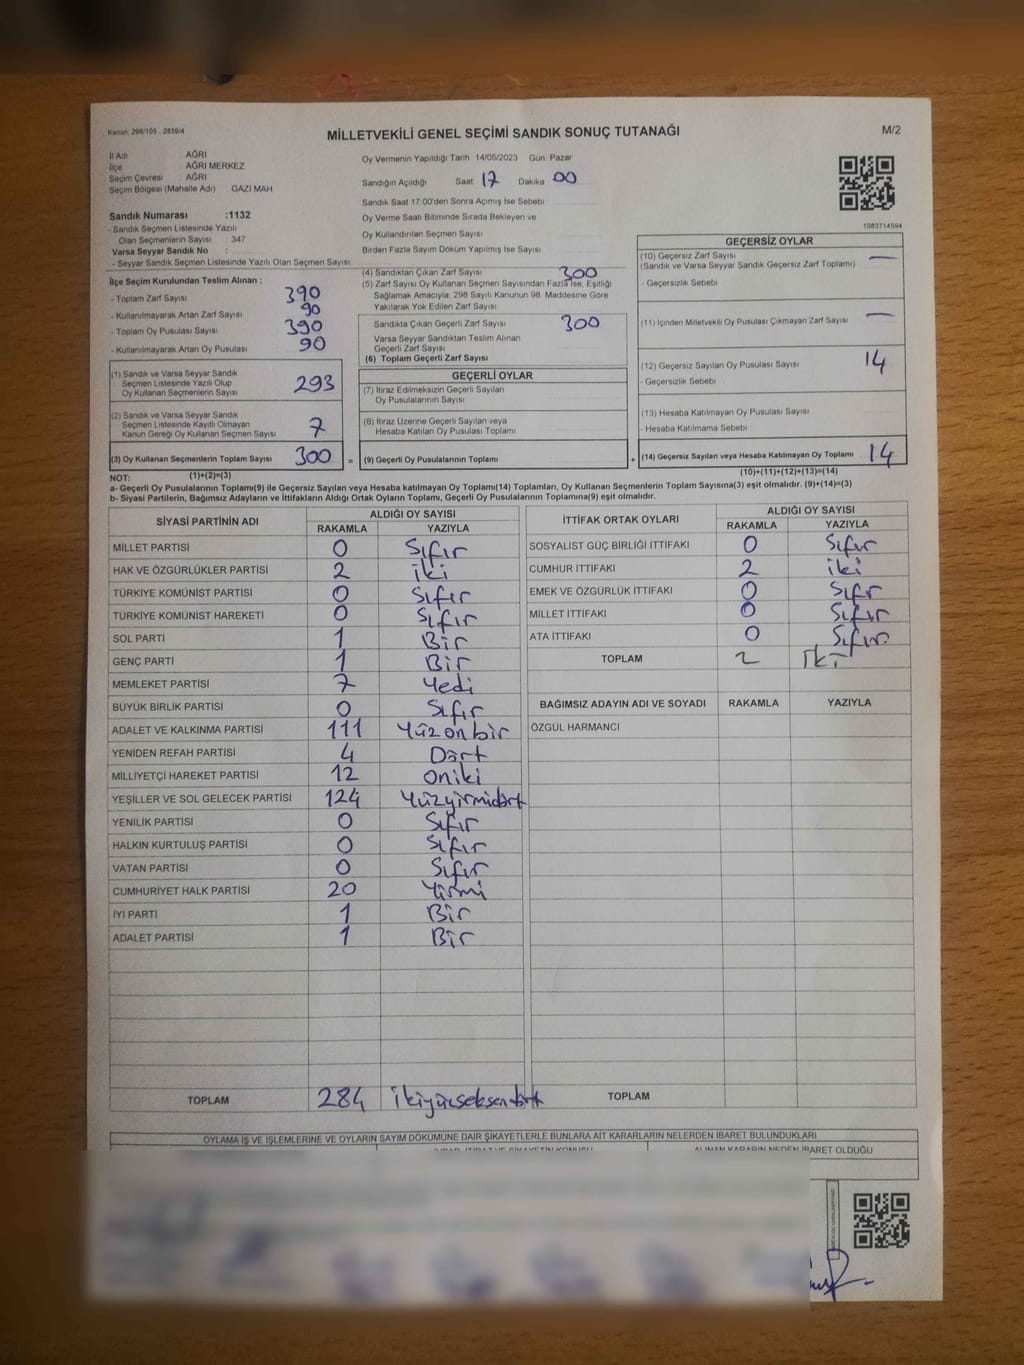 Kanun: 298/105 , 2839/4
MİLLETVEKİLİ GENEL SEÇİMİ SANDIK SONUÇ TUTANAĞI
M/2
İl Adı AĞRI
İlçe AĞRI MERKEZ
Seçim Çevresi AĞRI
Seçim Bölgesi (Mahalle Adı) GAZİ MAH
Sandık Numarası :1132
- Sandık Seçmen Listesinde Yazılı
Olan Seçmenlerin Sayısı : 347
Varsa Seyyar Sandık No :
- Seyyar Sandık Seçmen Listesinde Yazılı Olan Seçmen Sayısı:
Oy Vermenin Yapıldığı Tarih 14/05/2023 Gün: Pazar
Sandığın Açıldığı Saat 17 Dakika 00
Sandık Saat 17.00'den Sonra Açımış İse Sebebi
Oy Verme Saati Bitiminde Sırada Bekleyen ve
Oy Kullandırılan Seçmen Sayısı
Birden Fazla Sayım Döküm Yapılmış İse Sayısı
1083714594
İlçe Seçim Kurulundan Teslim Alınan ;
- Toplam Zarf Sayısı 390
- Kullanılmayarak Artan Zarf Sayısı 90
- Toplam Oy Pusulası Sayısı 390
- Kullanılmayarak Artan Oy Pusulası 90
(1) Sandık ve Varsa Seyyar Sandık
Seçmen Listesinde Yazılı Olup
Oy Kullanan Seçmenlerin Sayısı 293
(2) Sandık ve Varsa Seyyar Sandık
Seçmen Listesinde Kayıtlı Olmayan
Kanun Gereği Oy Kullanan Seçmen Sayısı 7
(3) Oy Kullanan Seçmenlerin Toplam Sayısı 300 =
(4) Sandıktan Çıkan Zarf Sayısı 300
(5) Zarf Sayısı Oy Kullanan Seçmen Sayısından Fazla İse, Eşitliği
Sağlamak Amacıyla; 298 Sayılı Kanunun 98. Maddesine Göre
Yakılarak Yok Edilen Zarf Sayısı
Sandıkta Çıkan Geçerli Zarf Sayısı 300
Varsa Seyyar Sandıktan Teslim Alınan
Geçerli Zarf Sayısı
(6) Toplam Geçerli Zarf Sayısı
GEÇERLİ OYLAR
(7) İtiraz Edilmeksizin Geçerli Sayılan
Oy Pusulalarının Sayısı
(8) İtiraz Üzerine Geçerli Sayılan veya
Hesaba Katılan Oy Pusulası Toplamı
(9) Geçerli Oy Pusulalarının Toplamı +
GEÇERSİZ OYLAR
(10) Geçersiz Zarf Sayısı —
(Sandık ve Varsa Seyyar Sandık Geçersiz Zarf Toplamı)
- Geçersizlik Sebebi
(11) İçinden Milletvekili Oy Pusulası Çıkmayan Zarf Sayısı —
(12) Geçersiz Sayılan Oy Pusulası Sayısı 14
- Geçersizlik Sebebi
(13) Hesaba Katılmayan Oy Pusulası Sayısı
- Hesaba Katılmama Sebebi
(14) Geçersiz Sayılan veya Hesaba Katılmayan Oy Toplamı 14
NOT: (1)+(2)=(3) (10)+(11)+(12)+(13)=(14)
a- Geçerli Oy Pusulalarının Toplamı(9) ile Geçersiz Sayılan veya Hesaba katılmayan Oy Toplamı(14) Toplamları, Oy Kullanan Seçmenlerin Toplam Sayısına(3) eşit olmalıdır. (9)+(14)=(3)
b- Siyasi Partilerin, Bağımsız Adayların ve İttifakların Aldığı Ortak Oyların Toplamı, Geçerli Oy Pusulalarının Toplamına(9) eşit olmalıdır.
SİYASİ PARTİNİN ADI ALDIĞI OY SAYISI
RAKAMLA YAZIYLA
MİLLET PARTİSİ 0 Sıfır
HAK VE ÖZGÜRLÜKLER PARTİSİ 2 iki
TÜRKİYE KOMÜNİST PARTİSİ 0 Sıfır
TÜRKİYE KOMÜNİST HAREKETİ 0 Sıfır
SOL PARTİ 1 Bir
GENÇ PARTİ 1 Bir
MEMLEKET PARTİSİ 7 Yedi
BÜYÜK BİRLİK PARTİSİ 0 Sıfır
ADALET VE KALKINMA PARTİSİ 111 Yüzonbir
YENİDEN REFAH PARTİSİ 4 Dört
MİLLİYETÇİ HAREKET PARTİSİ 12 Oniki
YEŞİLLER VE SOL GELECEK PARTİSİ 124 Yüzyirmidört
YENİLİK PARTİSİ 0 Sıfır
HALKIN KURTULUŞ PARTİSİ 0 Sıfır
VATAN PARTİSİ 0 Sıfır
CUMHURİYET HALK PARTİSİ 20 Yirmi
İYİ PARTİ 1 Bir
ADALET PARTİSİ 1 Bir
TOPLAM 284 ikiyüzseksendört
İTTİFAK ORTAK OYLARI ALDIĞI OY SAYISI
RAKAMLA YAZIYLA
SOSYALİST GÜÇ BİRLİĞİ İTTİFAKI 0 Sıfır
CUMHUR İTTİFAKI 2 iki
EMEK VE ÖZGÜRLÜK İTTİFAKI 0 Sıfır
MİLLET İTTİFAKI 0 Sıfır
ATA İTTİFAKI 0 Sıfır
TOPLAM 2 İki
BAĞIMSIZ ADAYIN ADI VE SOYADI RAKAMLA YAZIYLA
ÖZGÜL HARMANCI
TOPLAM
OYLAMA İŞ VE İŞLEMLERİNE VE OYLARIN SAYIM DÖKÜMÜNE DAİR ŞİKAYETLERLE BUNLARA AİT KARARLARIN NELERDEN İBARET BULUNDUKLARI
ALINAN KARARIN NEDEN İBARET OLDUĞU